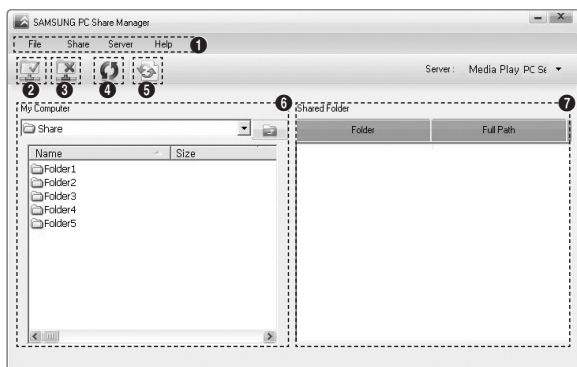 SAMSUNG PC Share Manager
File Share Server Help 1
2 3 4 5
Server : Media Play PC Se
My Computer 6
Shared Folder 7
Share
Folder Full Path
Name Size
Folder1
Folder2
Folder3
Folder4
Folder5